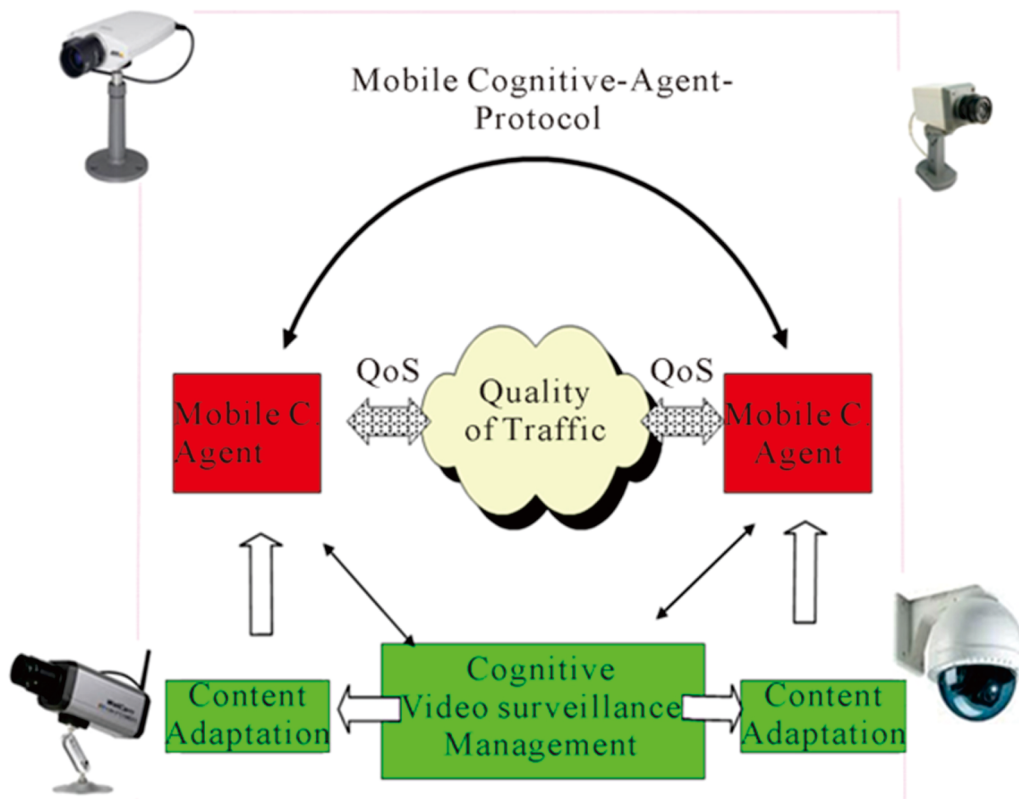 Mobile Cognitive-Agent-
Protocol
QoS
QoS
Quality
of Traffic
Mobile C.
Agent
Mobile C.
Agent
Cognitive
Video surveillance
Management
Content
Adaptation
Content
Adaptation